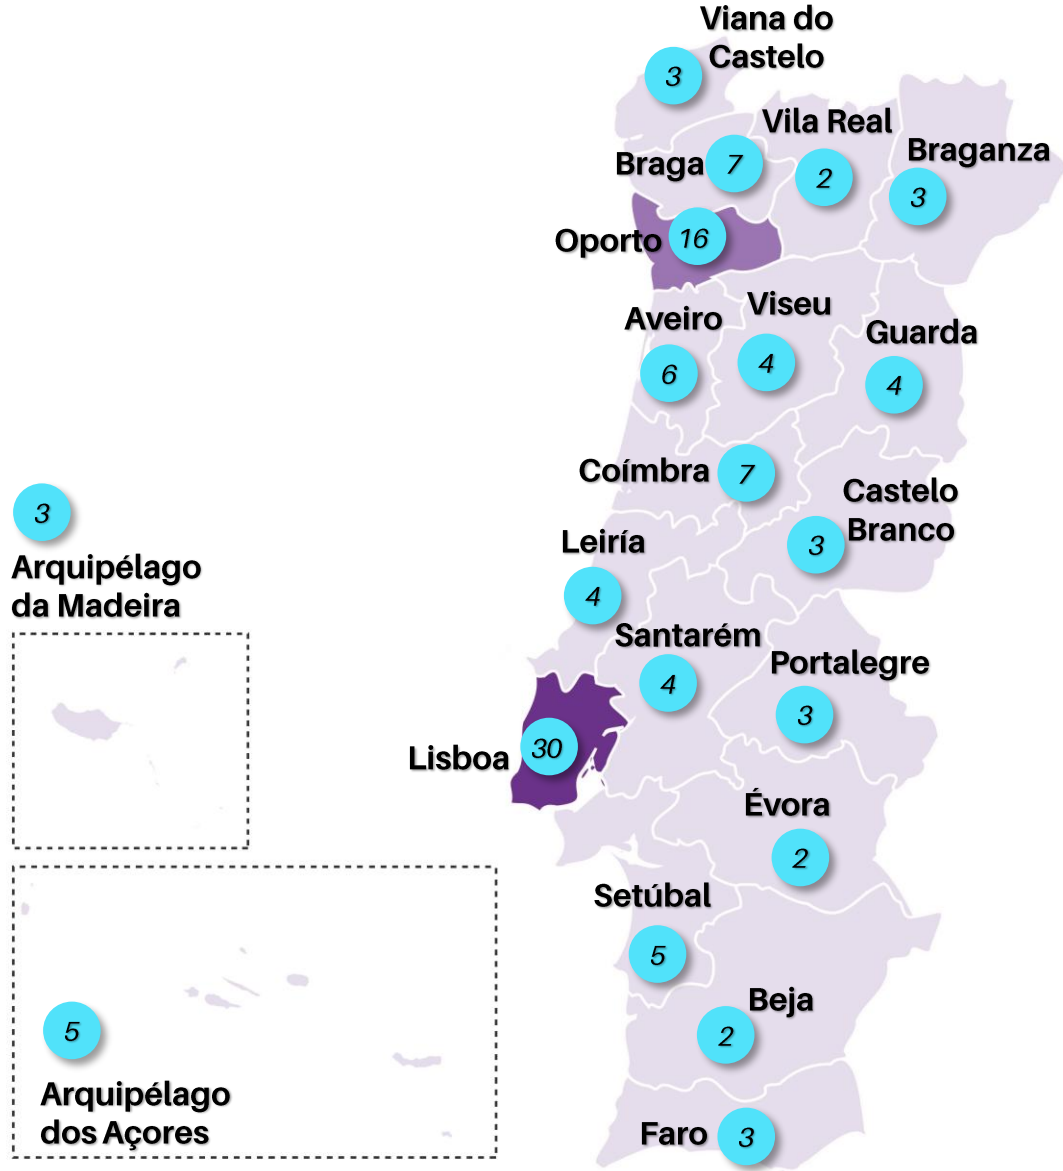 Viana do
Castelo
3
Vila Real
2
Braganza
3
Braga
7
Oporto
16
Viseu
4
Aveiro
6
Guarda
4
Coímbra
7
Castelo
Branco
3
3
Arquipélago
da Madeira
Leiría
4
Santarém
4
Portalegre
3
Lisboa
30
Évora
2
Setúbal
5
Beja
2
5
Arquipélago
dos Açores
Faro
3